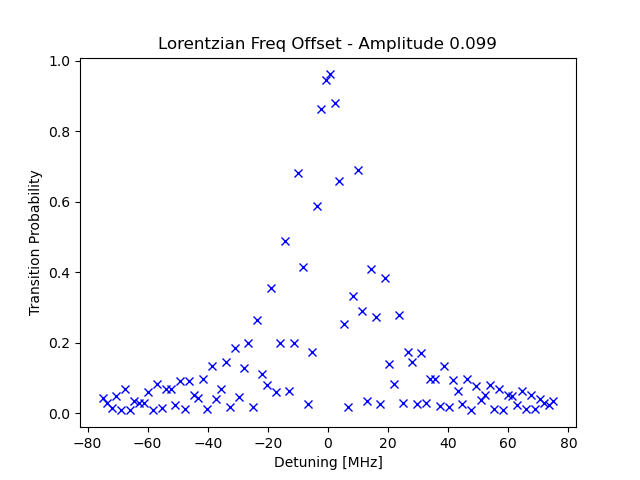 Lorentzian Freq Offset - Amplitude 0.099
1.0
0.8
0.6
0.4
0.2
0.0
Transition Probability
−80 −60 −40 −20 0 20 40 60 80
Detuning [MHz]